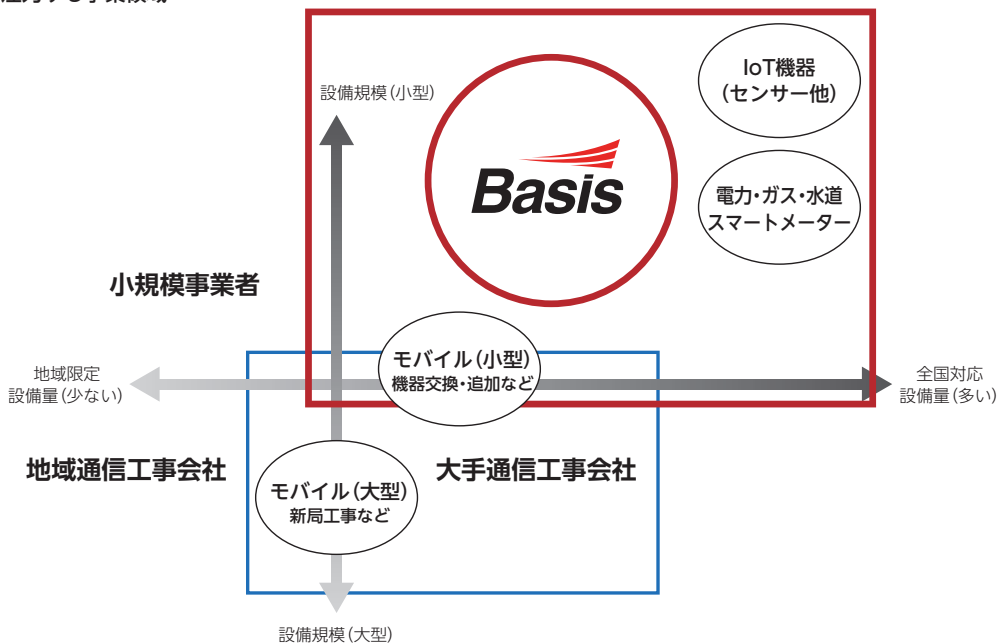 IoT機器
(センサー他)
設備規模(小型)
Basis
電力・ガス・水道
スマートメーター
小規模事業者
モバイル(小型)
機器交換・追加など
地域限定
設備量(少ない)
全国対応
設備量(多い)
地域通信工事会社
大手通信工事会社
モバイル(大型)
新局工事など
設備規模(大型)